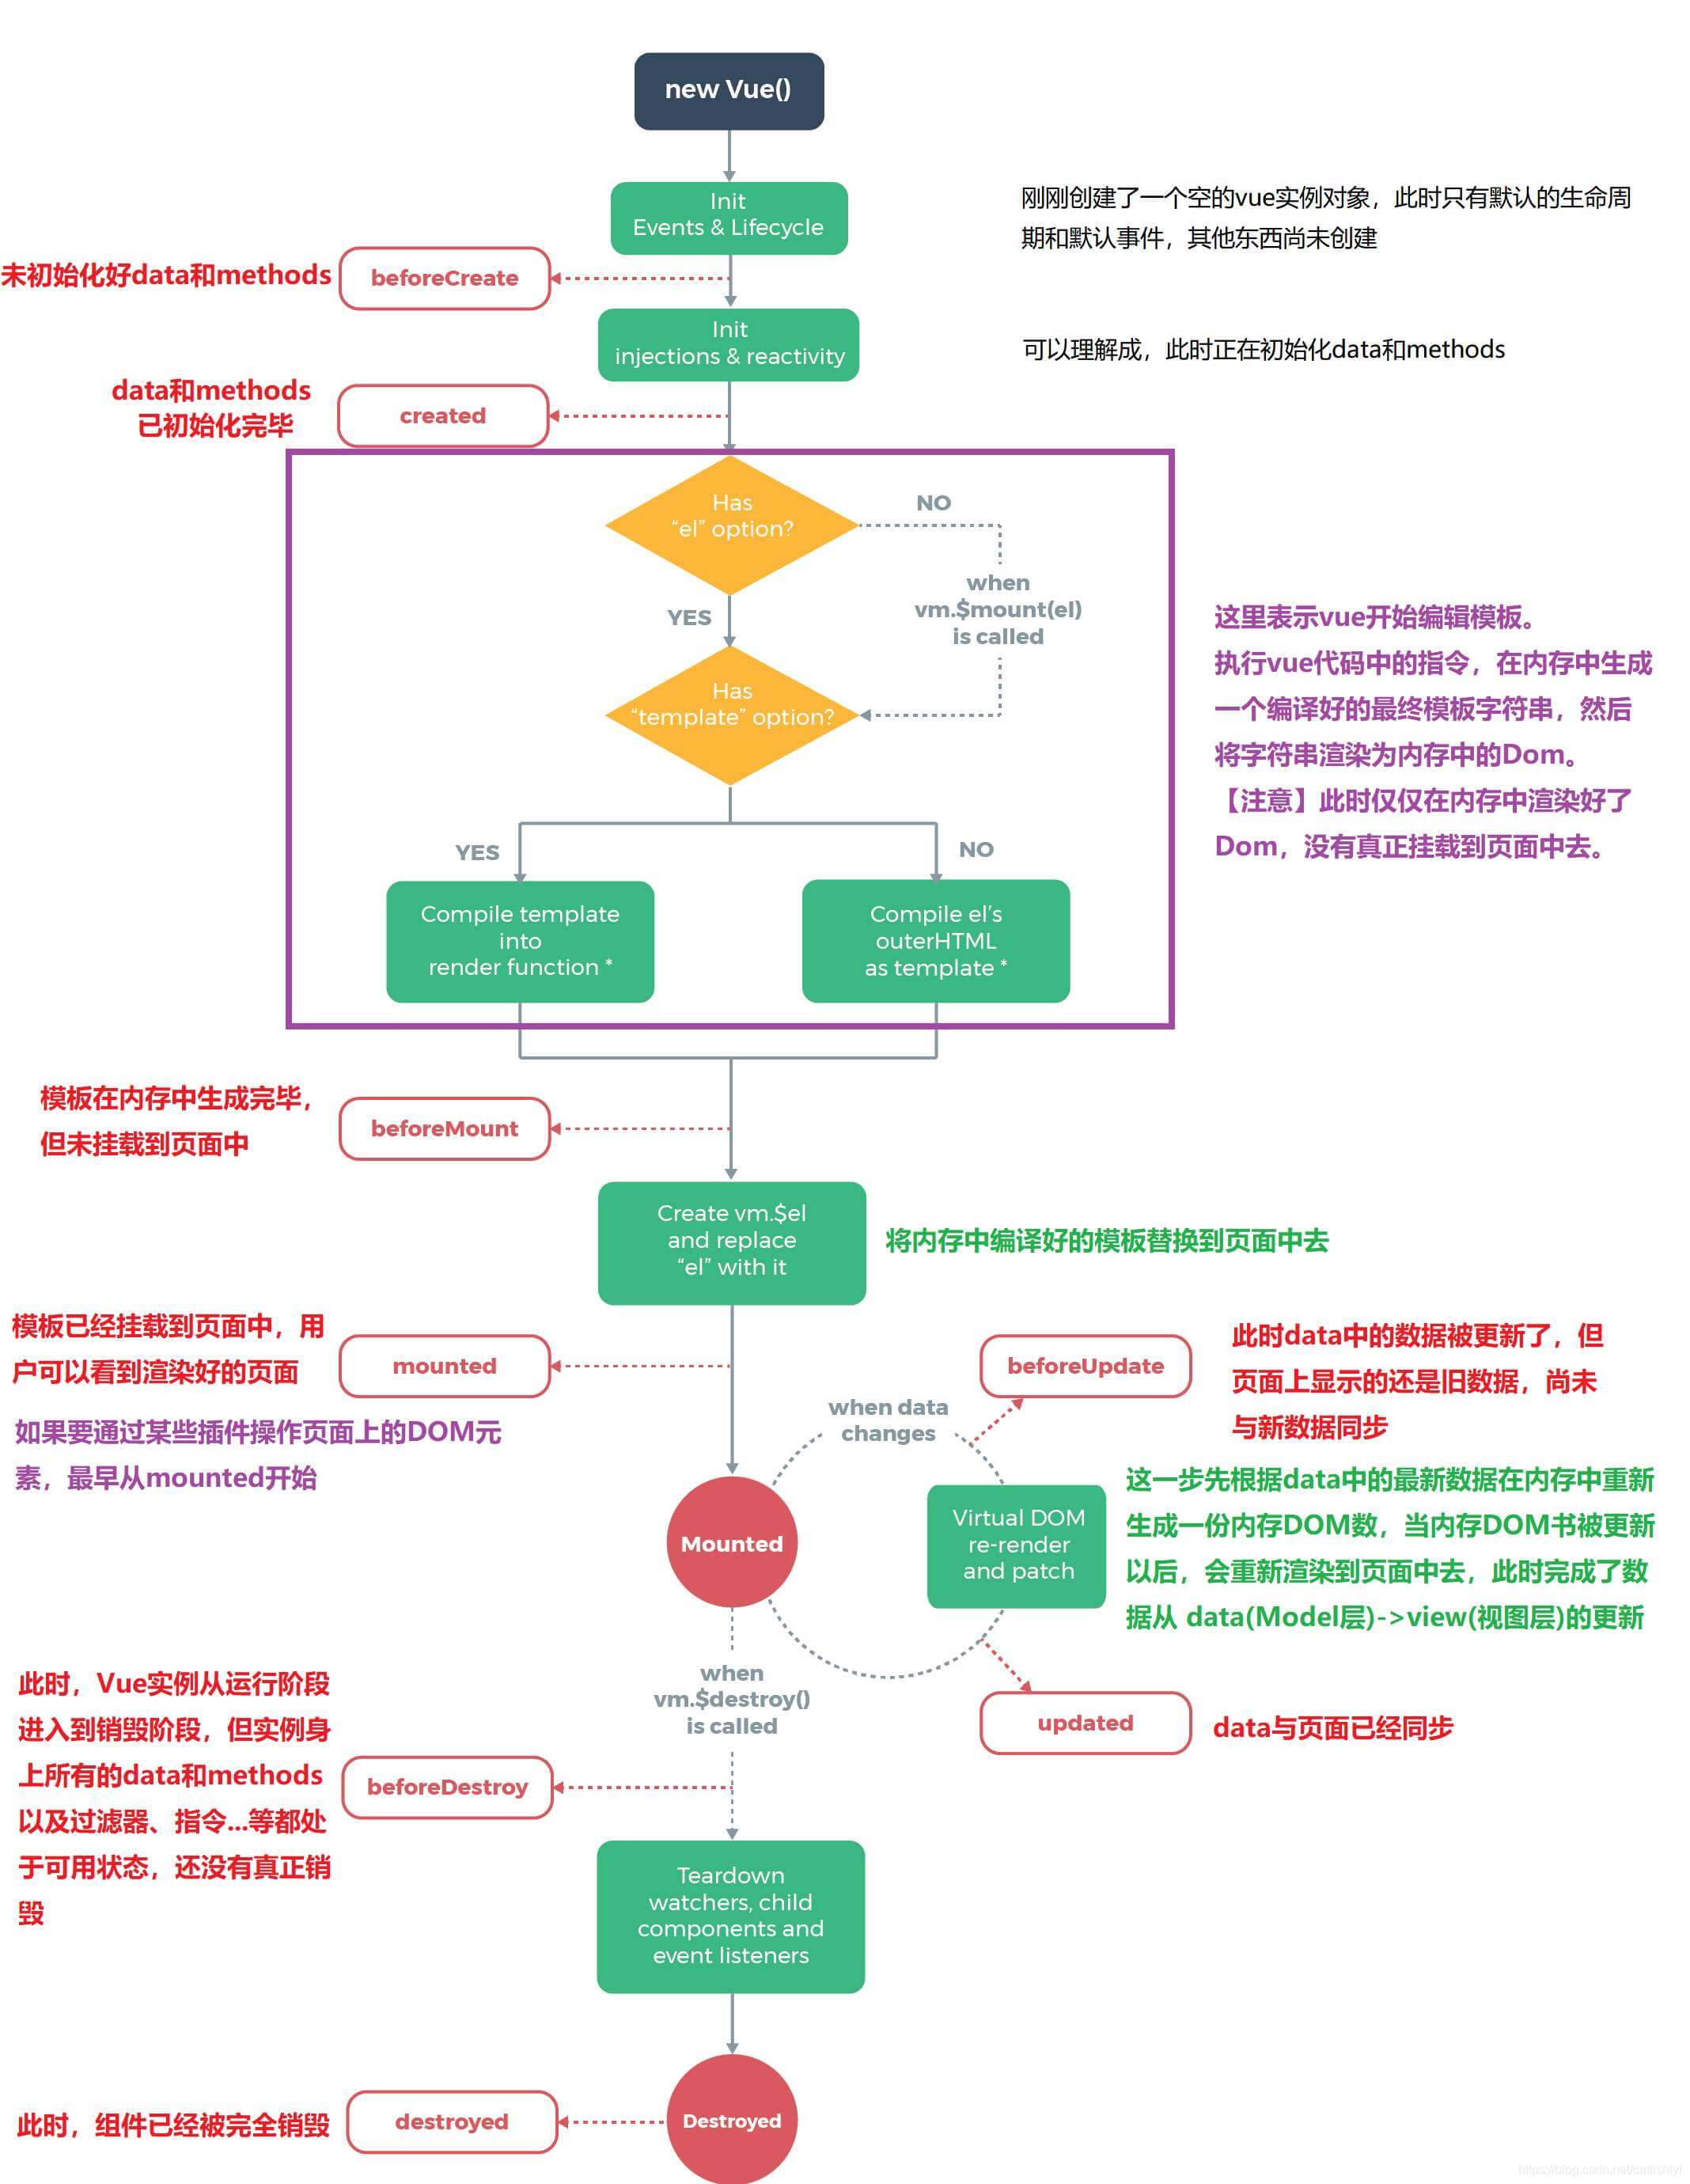 new Vue()
Init
Events & Lifecycle
刚刚创建了一个空的vue实例对象，此时只有默认的生命周
期和默认事件，其他东西尚未创建
未初始化好data和methods
beforeCreate
Init
injections & reactivity
可以理解成，此时正在初始化data和methods
data和methods
已初始化完毕
created
Has
“el” option?
NO
when
vm.$mount(el)
is called
YES
Has
“template” option?
这里表示vue开始编辑模板。
执行vue代码中的指令，在内存中生成
一个编译好的最终模板字符串，然后
将字符串渲染为内存中的Dom。
【注意】此时仅仅在内存中渲染好了
Dom，没有真正挂载到页面中去。
YES
NO
Compile template
into
render function *
Compile el’s
outerHTML
as template *
模板在内存中生成完毕，
但未挂载到页面中
beforeMount
Create vm.$el
and replace
“el” with it
将内存中编译好的模板替换到页面中去
模板已经挂载到页面中，用
户可以看到渲染好的页面
mounted
如果要通过某些插件操作页面上的DOM元
素，最早从mounted开始
beforeUpdate
此时data中的数据被更新了，但
页面上显示的还是旧数据，尚未
与新数据同步
when data
changes
Mounted
Virtual DOM
re-render
and patch
这一步先根据data中的最新数据在内存中重新
生成一份内存DOM数，当内存DOM书被更新
以后，会重新渲染到页面中去，此时完成了数
据从 data(Model层)->view(视图层)的更新
when
vm.$destroy()
is called
updated
data与页面已经同步
此时，Vue实例从运行阶段
进入到销毁阶段，但实例身
上所有的data和methods
以及过滤器、指令...等都处
于可用状态，还没有真正销
毁
beforeDestroy
Teardown
watchers, child
components and
event listeners
此时，组件已经被完全销毁
destroyed
Destroyed